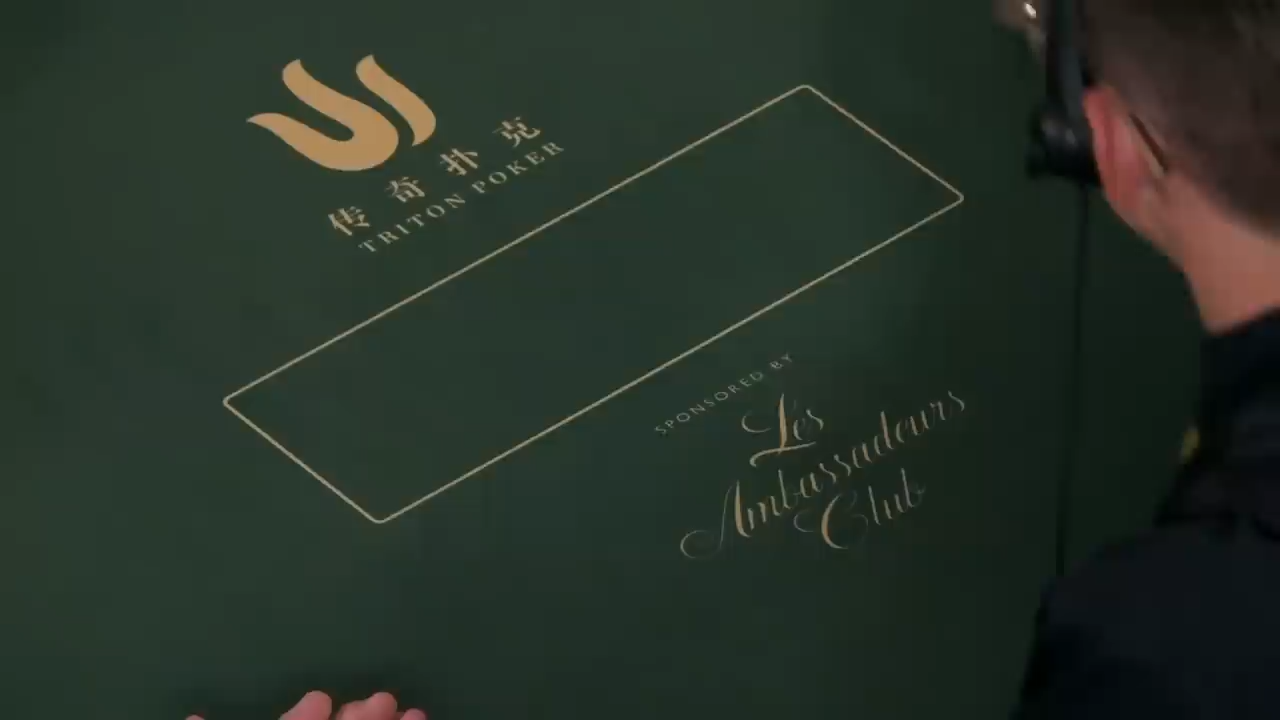 传奇扑克
TRITON POKER
SPONSORED BY
Les
Ambassadeurs
Club